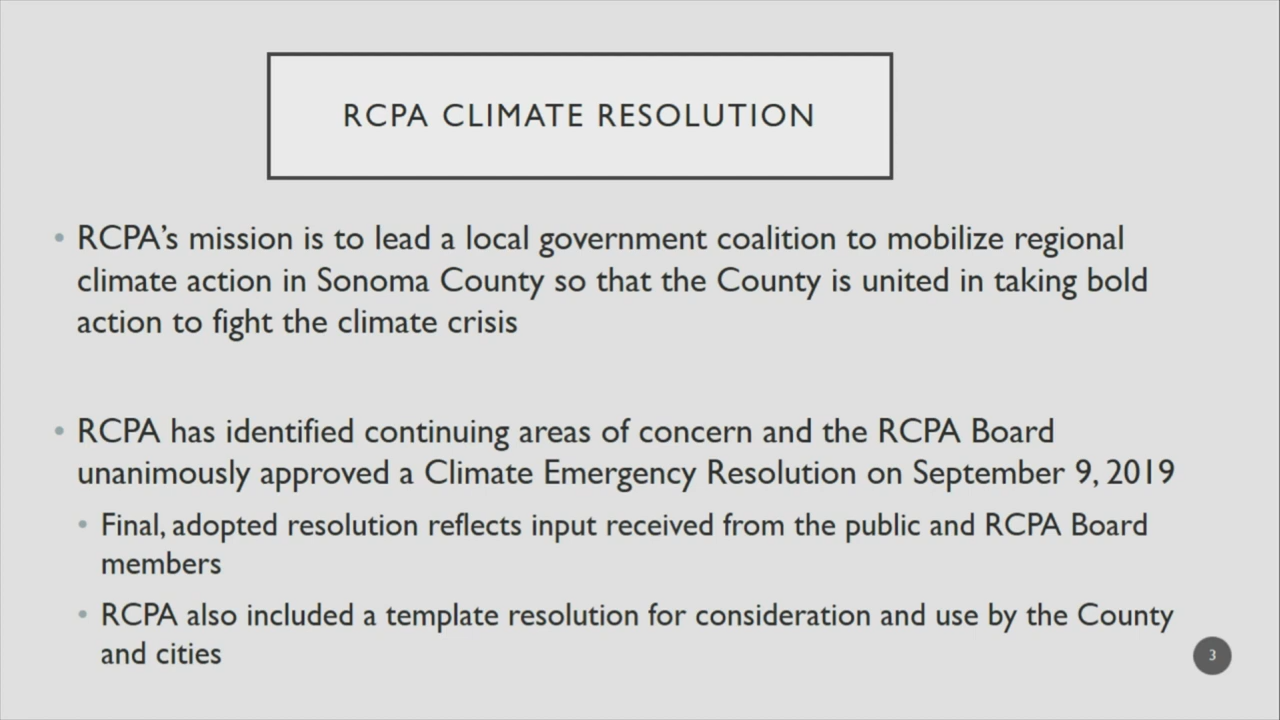 RCPA CLIMATE RESOLUTION
• RCPA’s mission is to lead a local government coalition to mobilize regional
climate action in Sonoma County so that the County is united in taking bold
action to fight the climate crisis
• RCPA has identified continuing areas of concern and the RCPA Board
unanimously approved a Climate Emergency Resolution on September 9, 2019
• Final, adopted resolution reflects input received from the public and RCPA Board
members
• RCPA also included a template resolution for consideration and use by the County
and cities
3